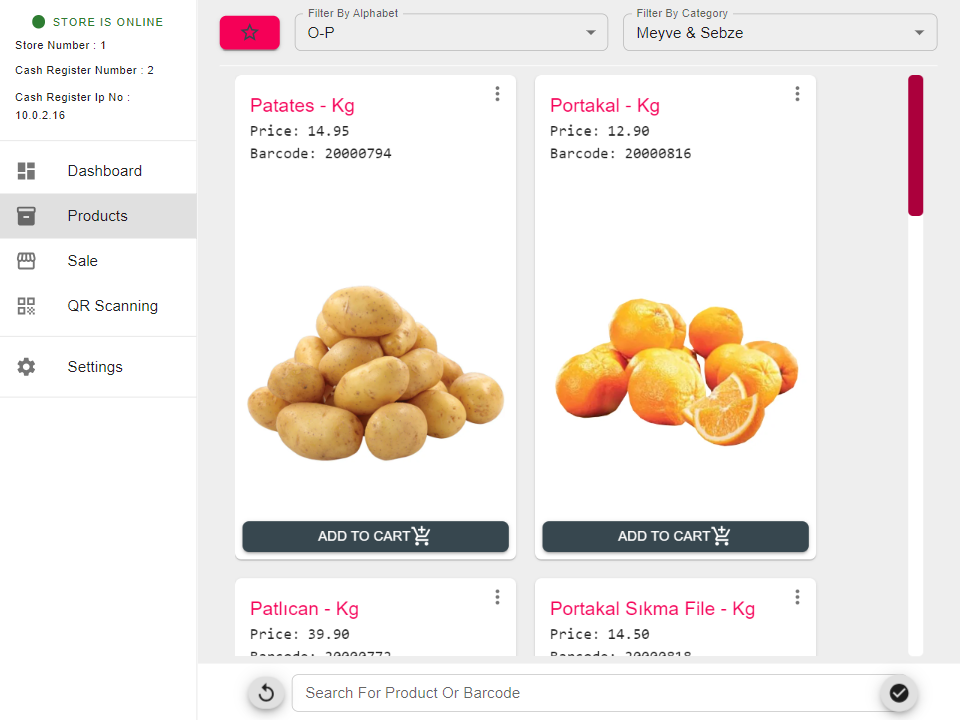 STORE IS ONLINE
Store Number : 1
Cash Register Number : 2
Cash Register Ip No :
10.0.2.16
Dashboard
Products
Sale
QR Scanning
Settings
Filter By Alphabet
O-P
Filter By Category
Meyve & Sebze
Patates - Kg
Price: 14.95
Barcode: 20000794
ADD TO CART
Portakal - Kg
Price: 12.90
Barcode: 20000816
ADD TO CART
Patlıcan - Kg
Price: 39.90
Barcode: 20000772
Portakal Sıkma File - Kg
Price: 14.50
Barcode: 20000818
Search For Product Or Barcode